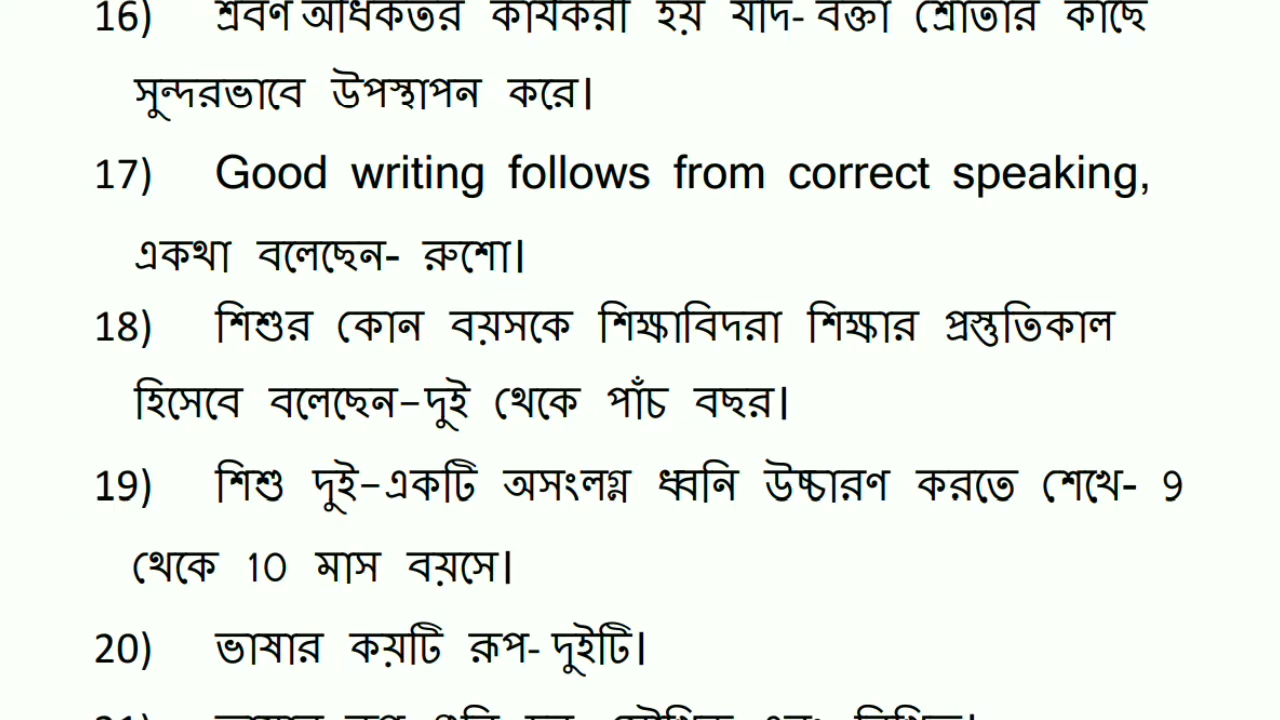 16) শ্রবণ অধিকতর কার্যকরী হয় যদি- বক্তা শ্রোতার কাছে
সুন্দরভাবে উপস্থাপন করে।
17) Good writing follows from correct speaking,
একথা বলেছেন- রুশো।
18) শিশুর কোন বয়সকে শিক্ষাবিদরা শিক্ষার প্রস্তুতিকাল
হিসেবে বলেছেন–দুই থেকে পাঁচ বছর।
19) শিশু দুই–একটি অসংলগ্ন ধ্বনি উচ্চারণ করতে শেখে- 9
থেকে 10 মাস বয়সে।
20) ভাষার কয়টি রূপ- দুইটি।